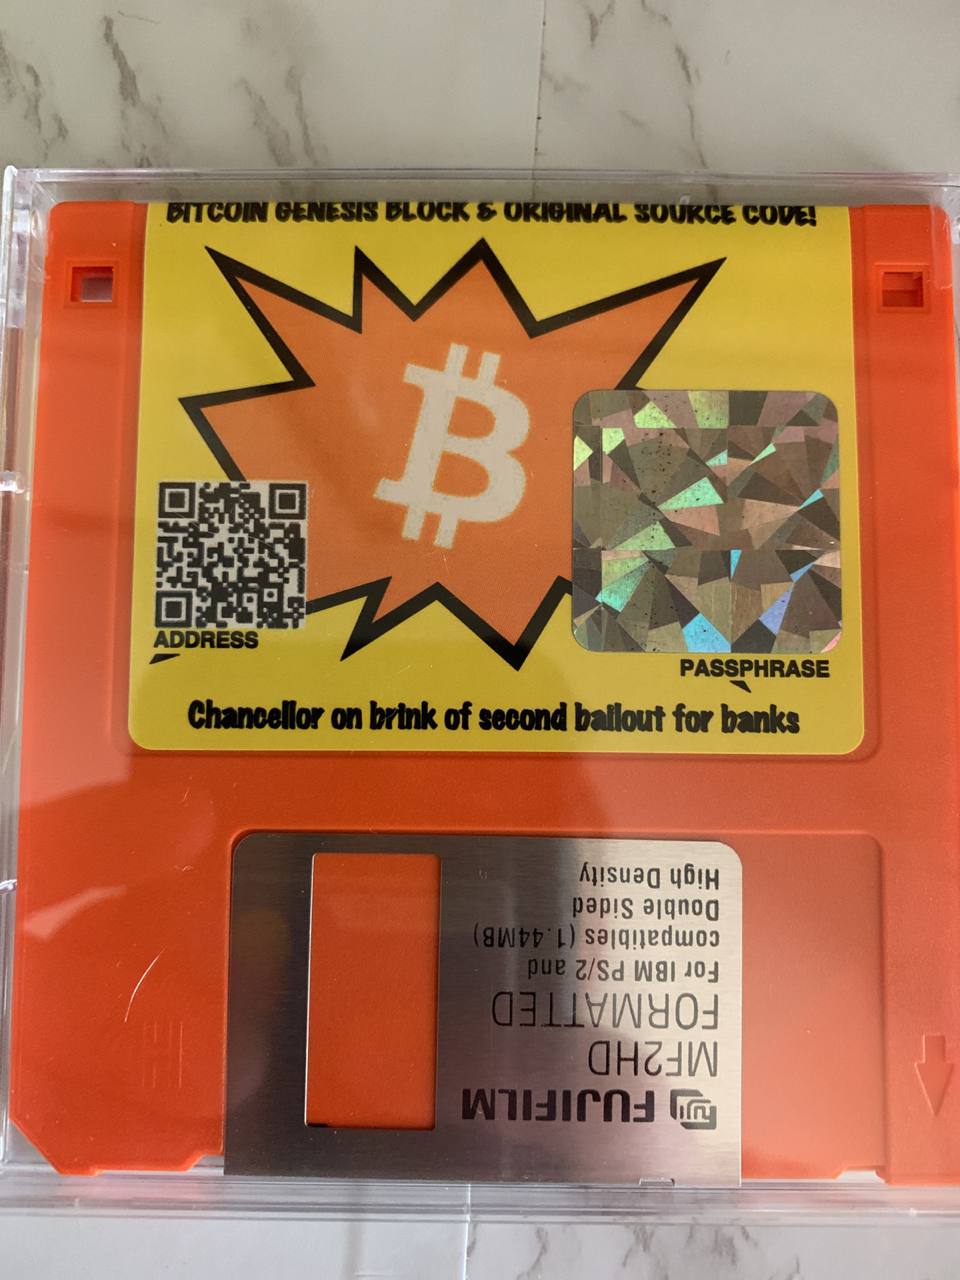 BITCOIN GENESIS BLOCK & ORIGINAL SOURCE CODE!
ADDRESS
PASSPHRASE
Chancellor on brink of second bailout for banks
FUJIFILM
MF2HD
FORMATTED
For IBM PS/2 and
compatibles (1.44MB)
Double Sided
High Density